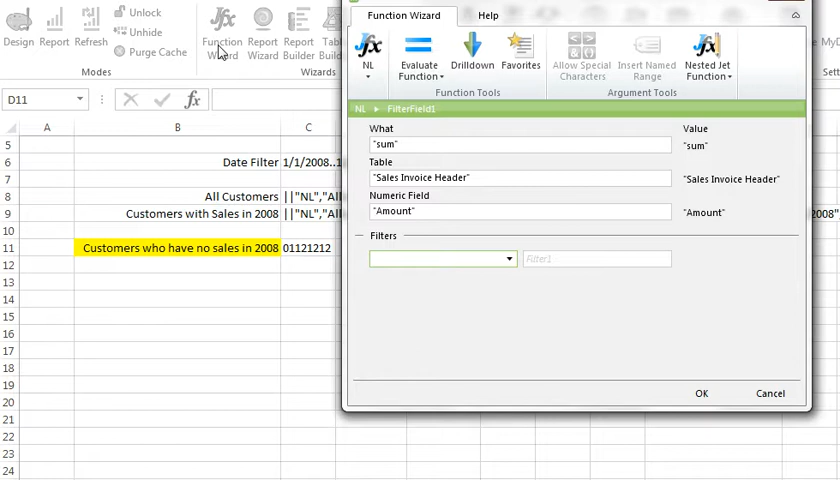 Function Wizard Help
Design Report Refresh
Unlock
Unhide
Purge Cache
Function Wizard
Report Wizard
Report Builder
Modes
Wizards
NL
Evaluate Function
Drilldown
Favorites
Allow Special Characters
Insert Named Range
Nested Jet Function
Function Tools
Argument Tools
D11
fx
NL FilterField1
A B C
What Value
"sum" "sum"
Table
"Sales Invoice Header" "Sales Invoice Header"
Numeric Field
"Amount" "Amount"
Filters
Filter1
OK Cancel
5
6 Date Filter 1/1/2008..1
7
8 All Customers ||"NL","All
9 Customers with Sales in 2008 ||"NL","All
10
11 Customers who have no sales in 2008 01121212
12
13
14
15
16
17
18
19
20
21
22
23
24